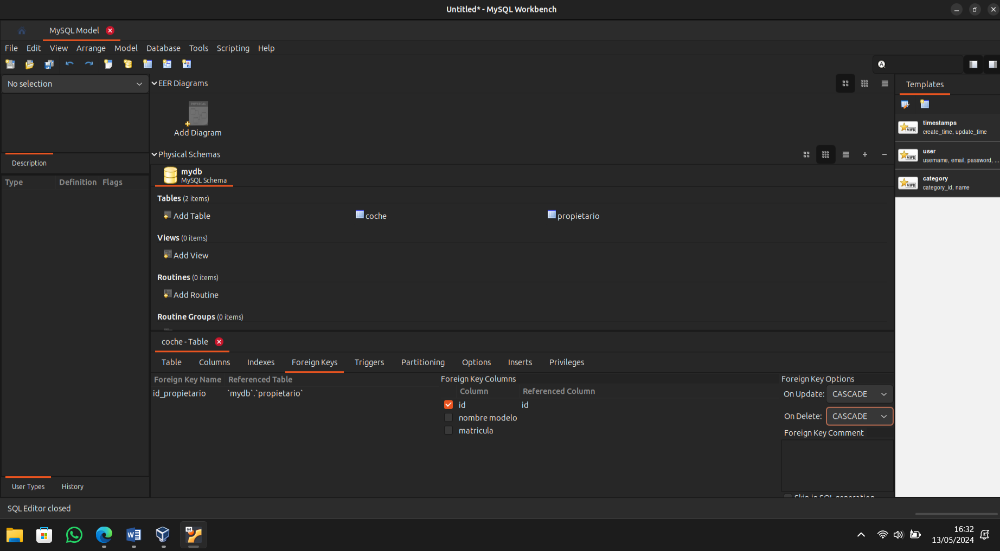 Untitled* - MySQL Workbench
MySQL Model
File Edit View Arrange Model Database Tools Scripting Help
No selection
EER Diagrams
Templates
PHYSICAL
Add Diagram
timestamps
create_time, update_time
user
username, email, password, ...
category
category_id, name
Physical Schemas
mydb
MySQL Schema
Description
Type Definition Flags
Tables (2 items)
Add Table coche propietario
Views (0 items)
Add View
Routines (0 items)
Add Routine
Routine Groups (0 items)
coche - Table
Table Columns Indexes Foreign Keys Triggers Partitioning Options Inserts Privileges
Foreign Key Name Referenced Table
id_propietario `mydb`.`propietario`
Foreign Key Columns
Column Referenced Column
id id
nombre modelo
matricula
Foreign Key Options
On Update: CASCADE
On Delete: CASCADE
Foreign Key Comment
Skip in SQL generation
User Types History
SQL Editor closed
16:32
13/05/2024